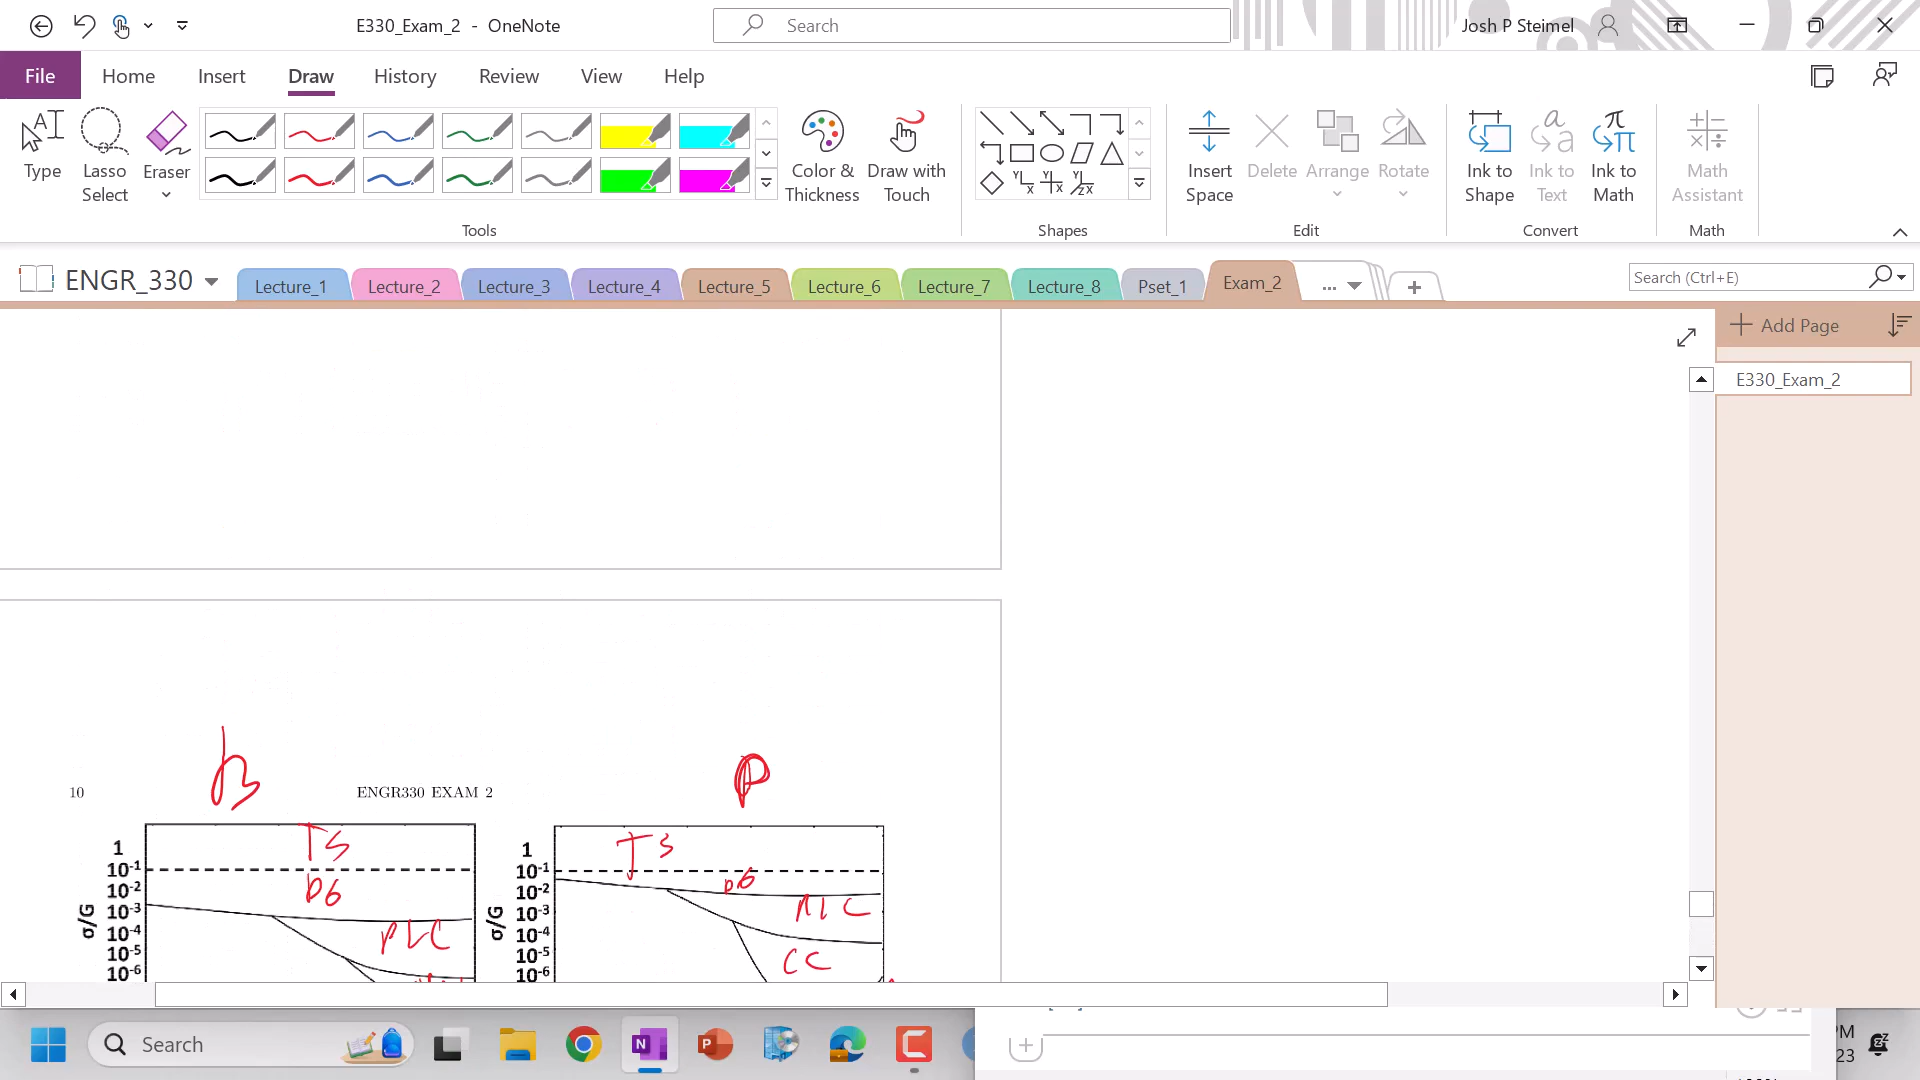 E330_Exam_2 - OneNote
Search
Josh P Steimel
File
Home
Insert
Draw
History
Review
View
Help
Type
Lasso Select
Eraser
Color & Thickness
Draw with Touch
Tools
Shapes
Insert Space
Delete
Arrange
Rotate
Edit
Ink to Shape
Ink to Text
Ink to Math
Convert
Math Assistant
Math
ENGR_330
Lecture_1
Lecture_2
Lecture_3
Lecture_4
Lecture_5
Lecture_6
Lecture_7
Lecture_8
Pset_1
Exam_2
...
Search (Ctrl+E)
Add Page
E330_Exam_2
10
ENGR330 EXAM 2
P
1
10⁻¹
10⁻²
10⁻³
10⁻⁴
10⁻⁵
10⁻⁶
σ/G
TS
DG
PLC
1
10⁻¹
10⁻²
10⁻³
10⁻⁴
10⁻⁵
10⁻⁶
σ/G
TS
DG
CC
Search
PM
23